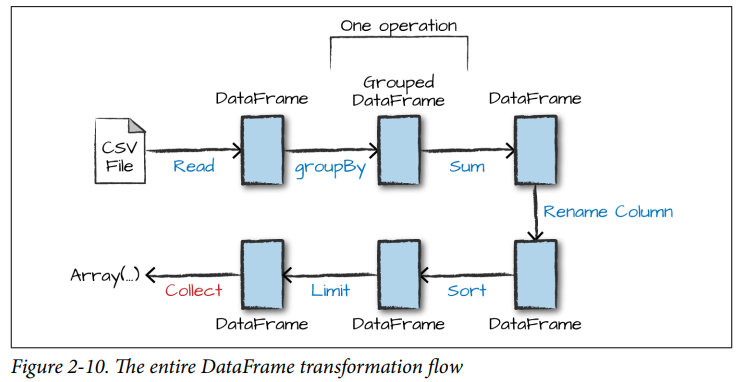 One operation
Grouped
DataFrame
DataFrame
DataFrame
CSV
File
Read
groupBy
Sum
Rename Column
Array(...)
Collect
Limit
Sort
DataFrame
DataFrame
DataFrame
Figure 2-10. The entire DataFrame transformation flow